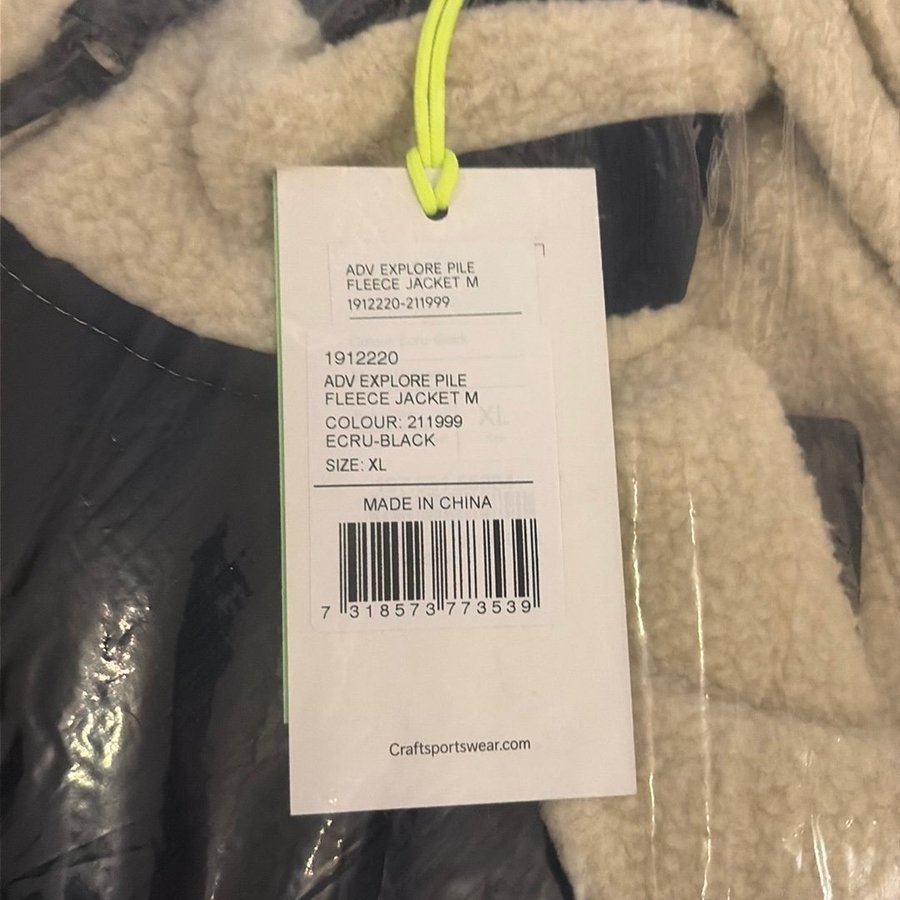 ADV EXPLORE PILE
FLEECE JACKET M
1912220-211999
1912220
ADV EXPLORE PILE
FLEECE JACKET M
COLOUR: 211999
ECRU-BLACK
SIZE: XL
MADE IN CHINA
7 318573 773539
Craftsportswear.com